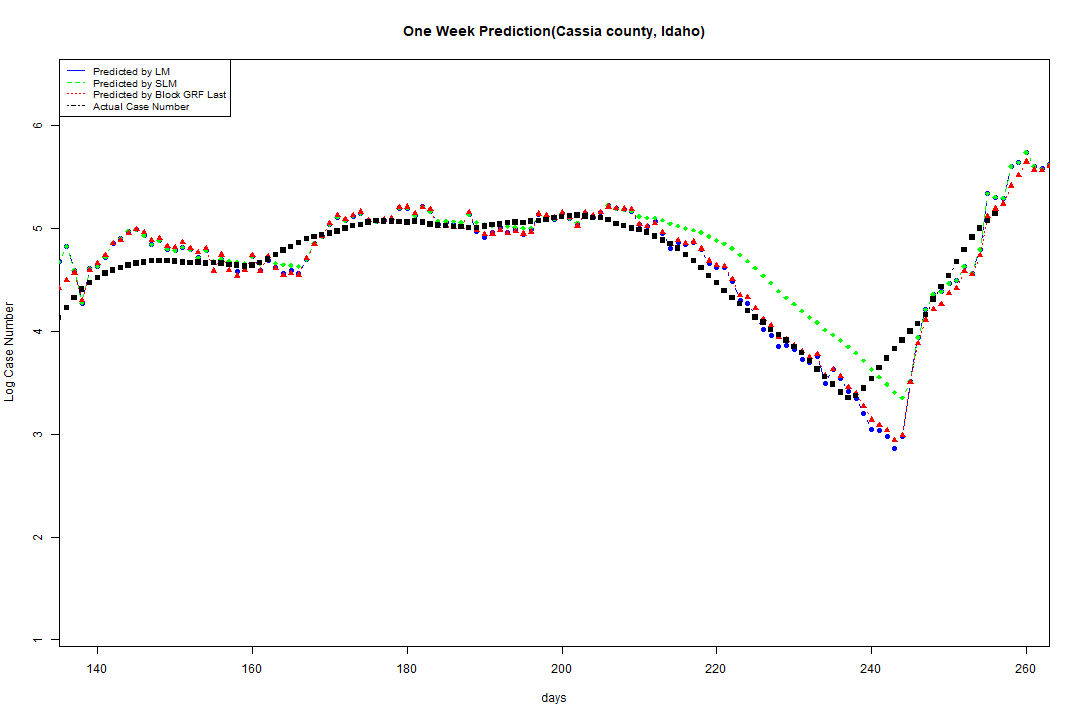 One Week Prediction(Cassia county, Idaho)
Predicted by LM
Predicted by SLM
Predicted by Block GRF Last
Actual Case Number
6
5
4
3
2
1
Log Case Number
140 160 180 200 220 240 260
days